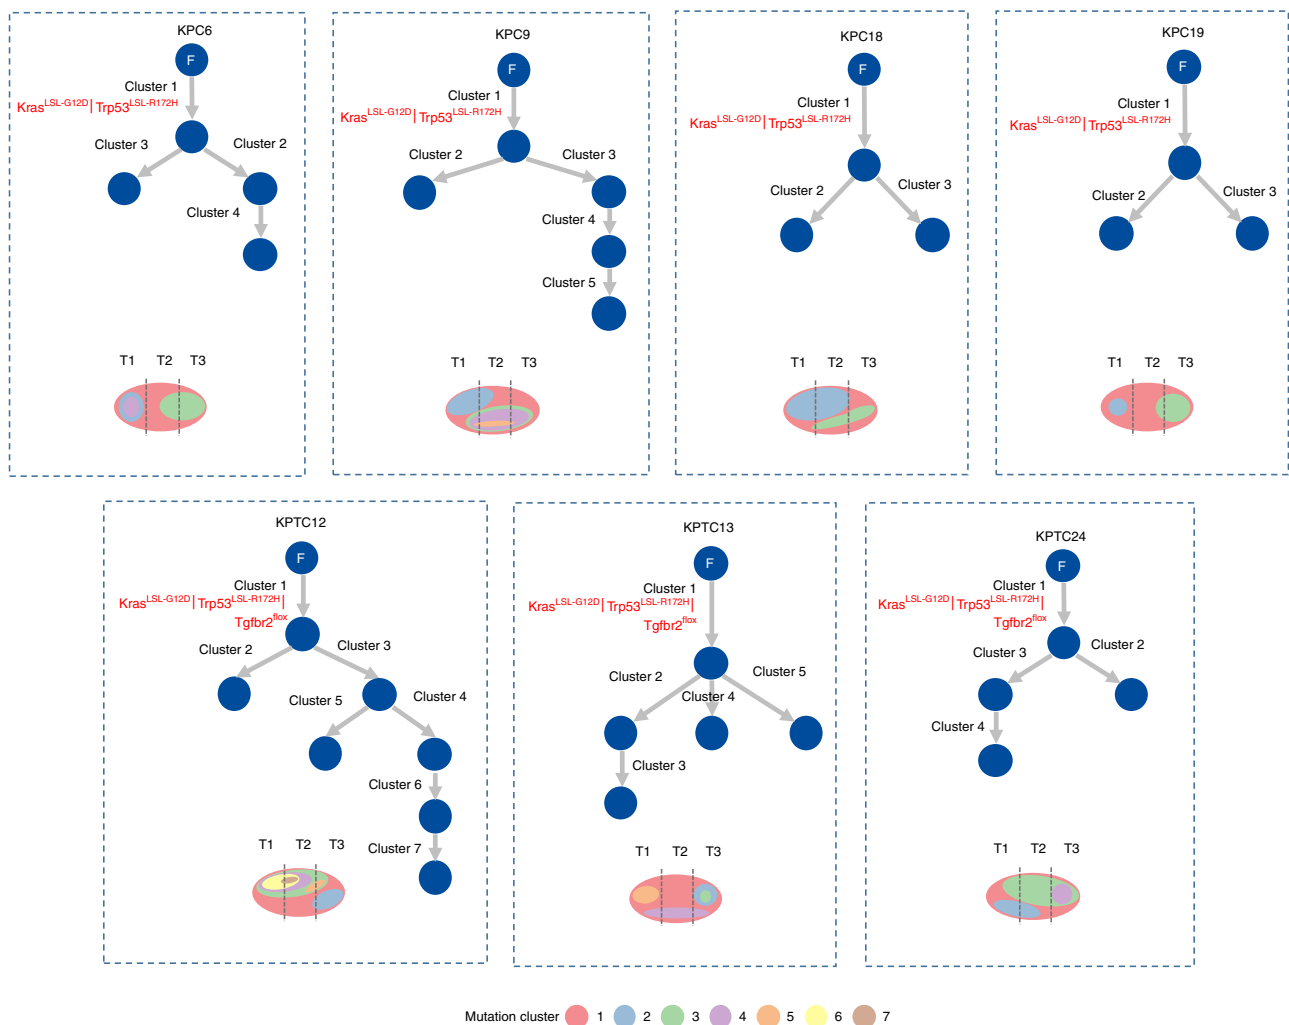 KPC6
F
Cluster 1
Kras^LSL-G12D| Trp53^LSL-R172H
Cluster 3
Cluster 2
Cluster 4
T1 T2 T3
KPC9
F
Cluster 1
Kras^LSL-G12D| Trp53^LSL-R172H
Cluster 2
Cluster 3
Cluster 4
Cluster 5
T1 T2 T3
KPC18
F
Cluster 1
Kras^LSL-G12D| Trp53^LSL-R172H
Cluster 2
Cluster 3
T1 T2 T3
KPC19
F
Cluster 1
Kras^LSL-G12D| Trp53^LSL-R172H
Cluster 2
Cluster 3
T1 T2 T3
KPTC12
F
Cluster 1
Kras^LSL-G12D| Trp53^LSL-R172H|
Tgfbr2^flox
Cluster 2
Cluster 3
Cluster 5
Cluster 4
Cluster 6
Cluster 7
T1 T2 T3
KPTC13
F
Cluster 1
Kras^LSL-G12D| Trp53^LSL-R172H|
Tgfbr2^flox
Cluster 2
Cluster 4
Cluster 5
Cluster 3
T1 T2 T3
KPTC24
F
Cluster 1
Kras^LSL-G12D| Trp53^LSL-R172H|
Tgfbr2^flox
Cluster 3
Cluster 2
Cluster 4
T1 T2 T3
Mutation cluster 1 2 3 4 5 6 7